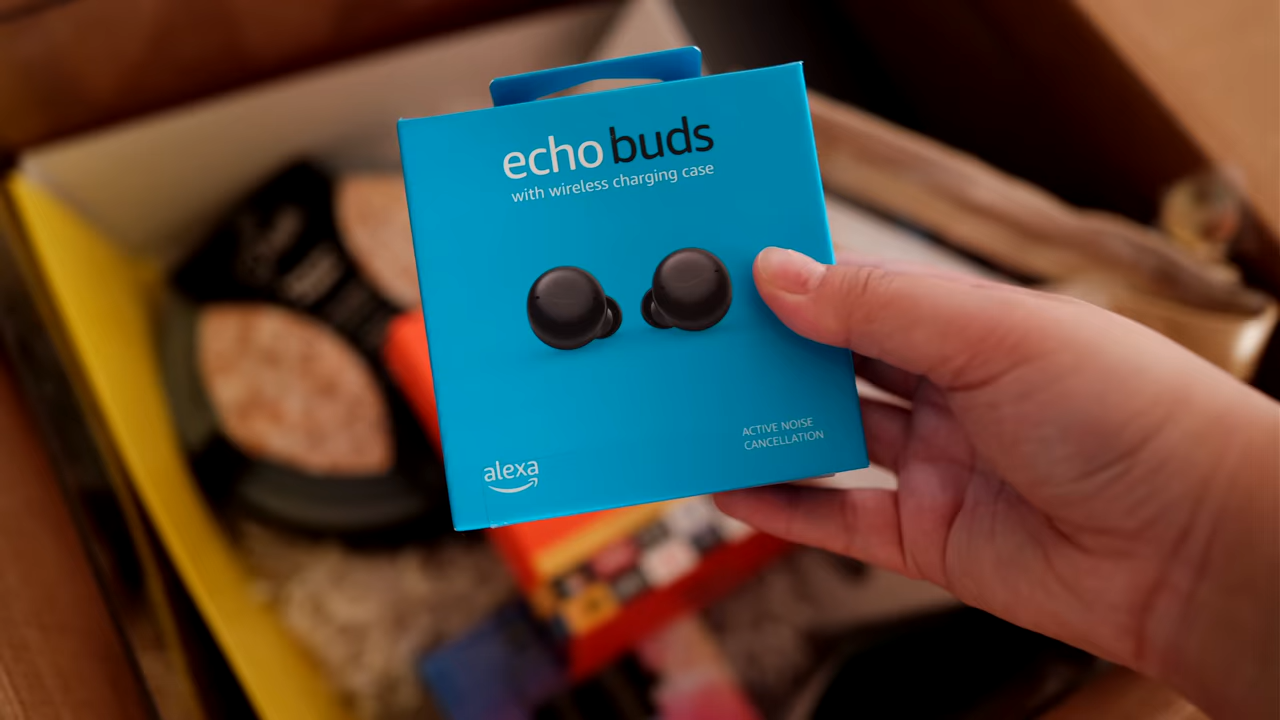 echo buds
with wireless charging case
ACTIVE NOISE
CANCELLATION
alexa